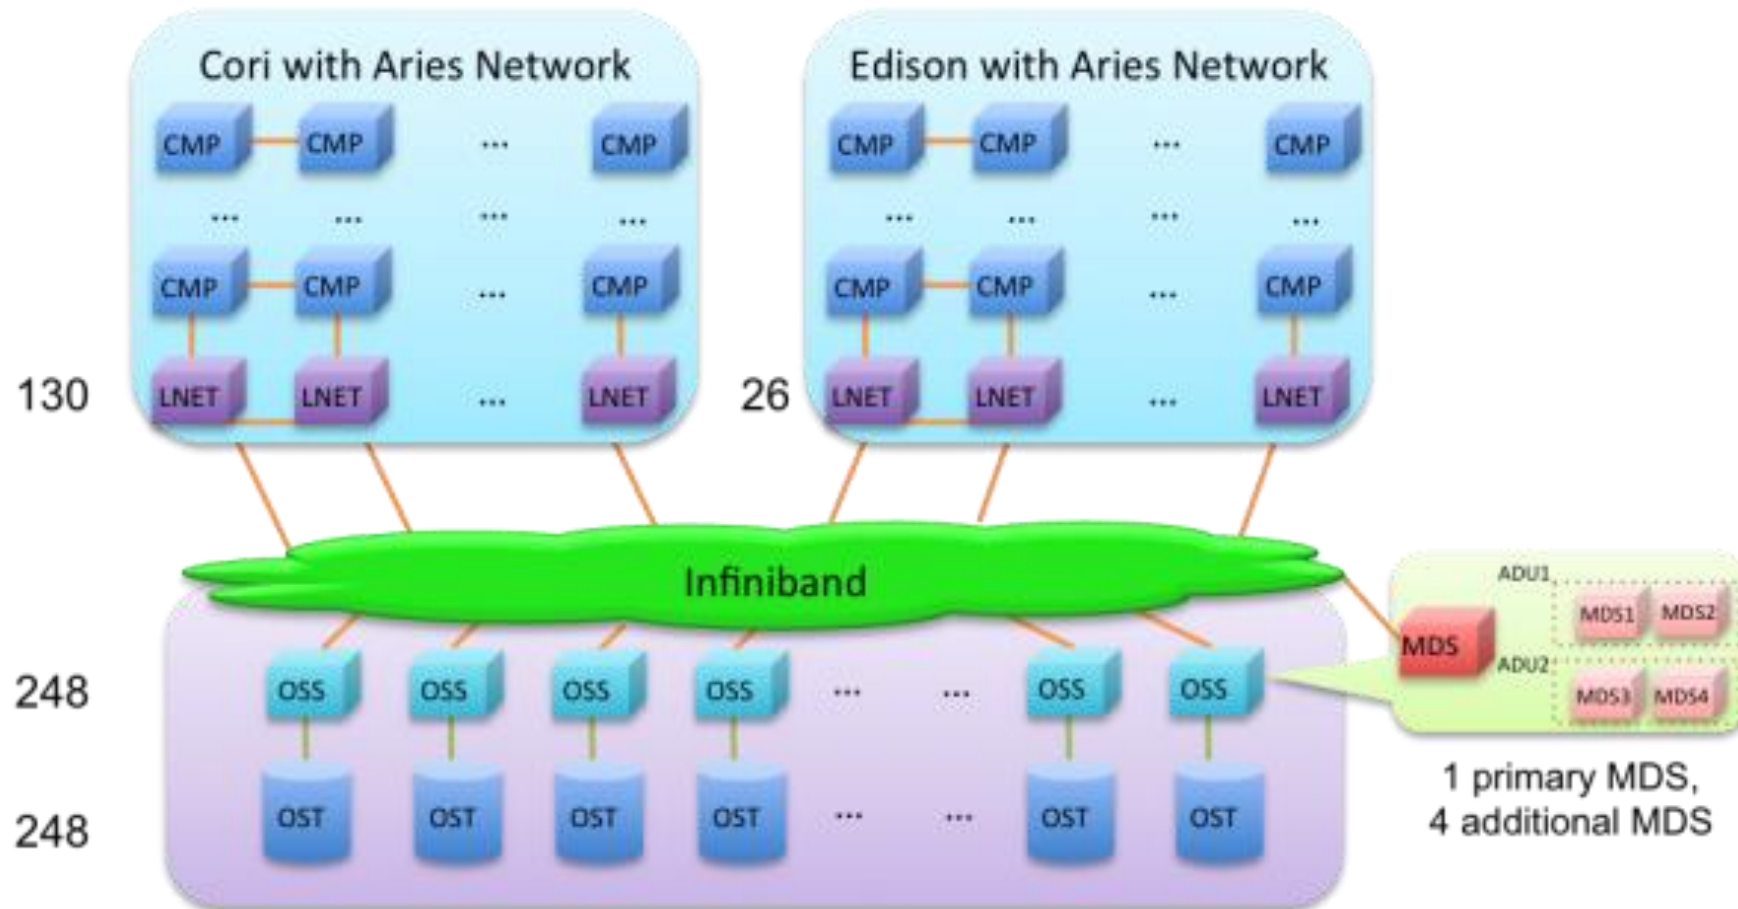 Cori with Aries Network
Edison with Aries Network
CMP CMP ... CMP
CMP CMP ... CMP
... ... ... ...
... ... ... ...
CMP CMP ... CMP
CMP CMP ... CMP
130 LNET LNET ... LNET
26 LNET LNET ... LNET
Infiniband
ADU1
MDS1 MDS2
MDS
ADU2
MDS3 MDS4
248 OSS OSS OSS OSS ... ... OSS OSS
1 primary MDS,
4 additional MDS
248 OST OST OST OST ... ... OST OST